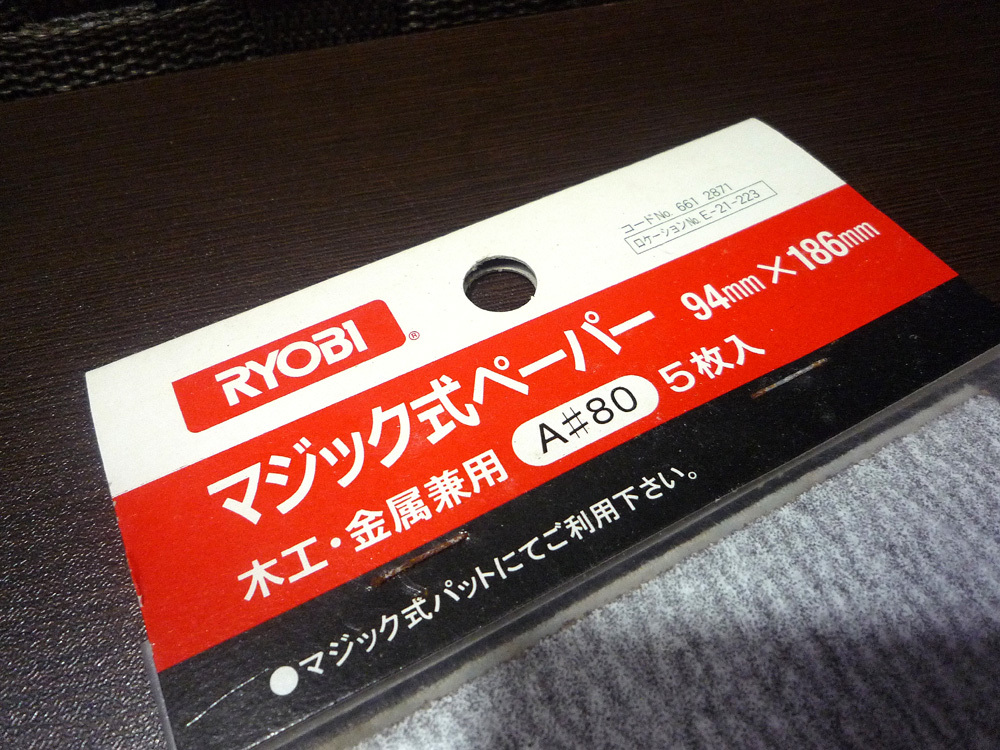 コードNo. 661 2871
ロケーションNo. E-21-223
RYOBI®
マジック式ペーパー 94mm×186mm
木工・金属兼用 A#80 5枚入
●マジック式パットにてご利用下さい。